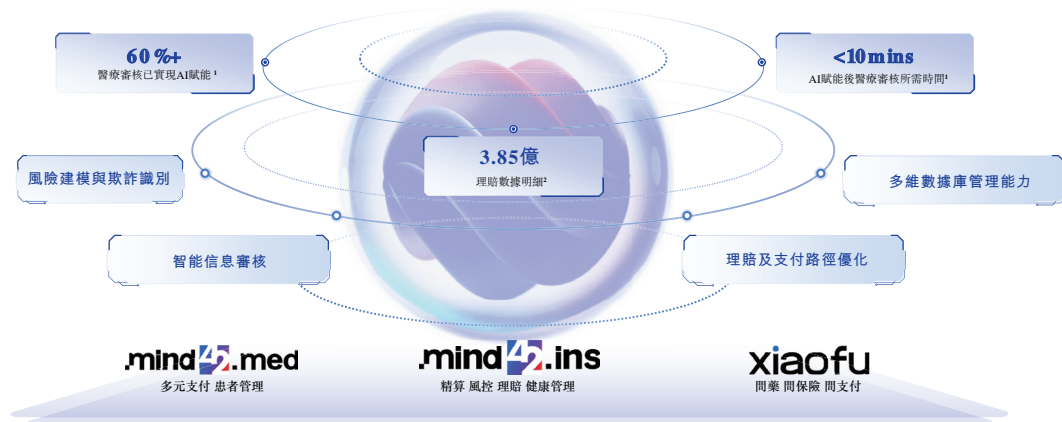 60%+
醫療審核已實現AI賦能 1
<10mins
AI賦能後醫療審核所需時間1
3.85億
理賠數據明細2
風險建模與欺詐識別
多維數據庫管理能力
智能信息審核
理賠及支付路徑優化
.mind42.med
多元支付 患者管理
.mind42.ins
精算 風控 理賠 健康管理
xiaofu
問藥 問保險 問支付